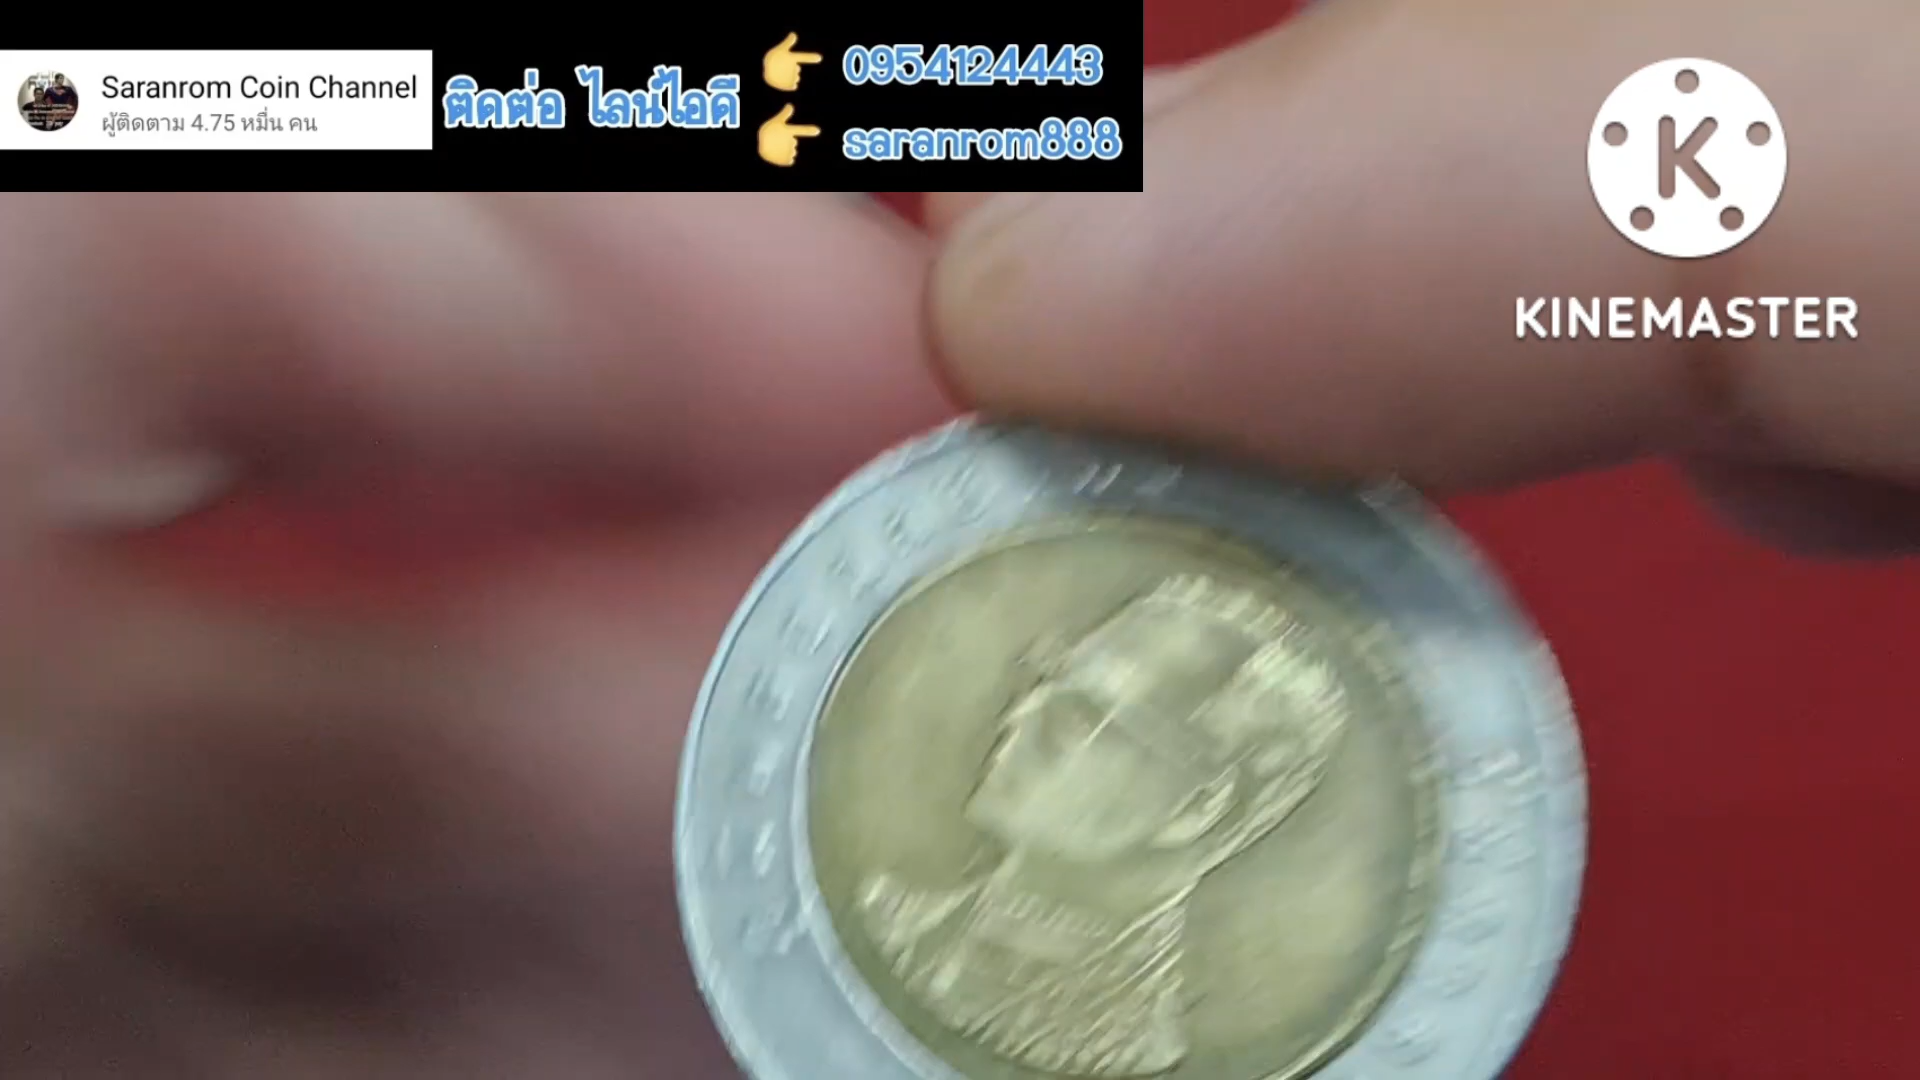 Saranrom Coin Channel
ผู้ติดตาม 4.75 หมื่น คน
ติดต่อ ไลน์ไอดี
0954124443
saranrom888
KINEMASTER